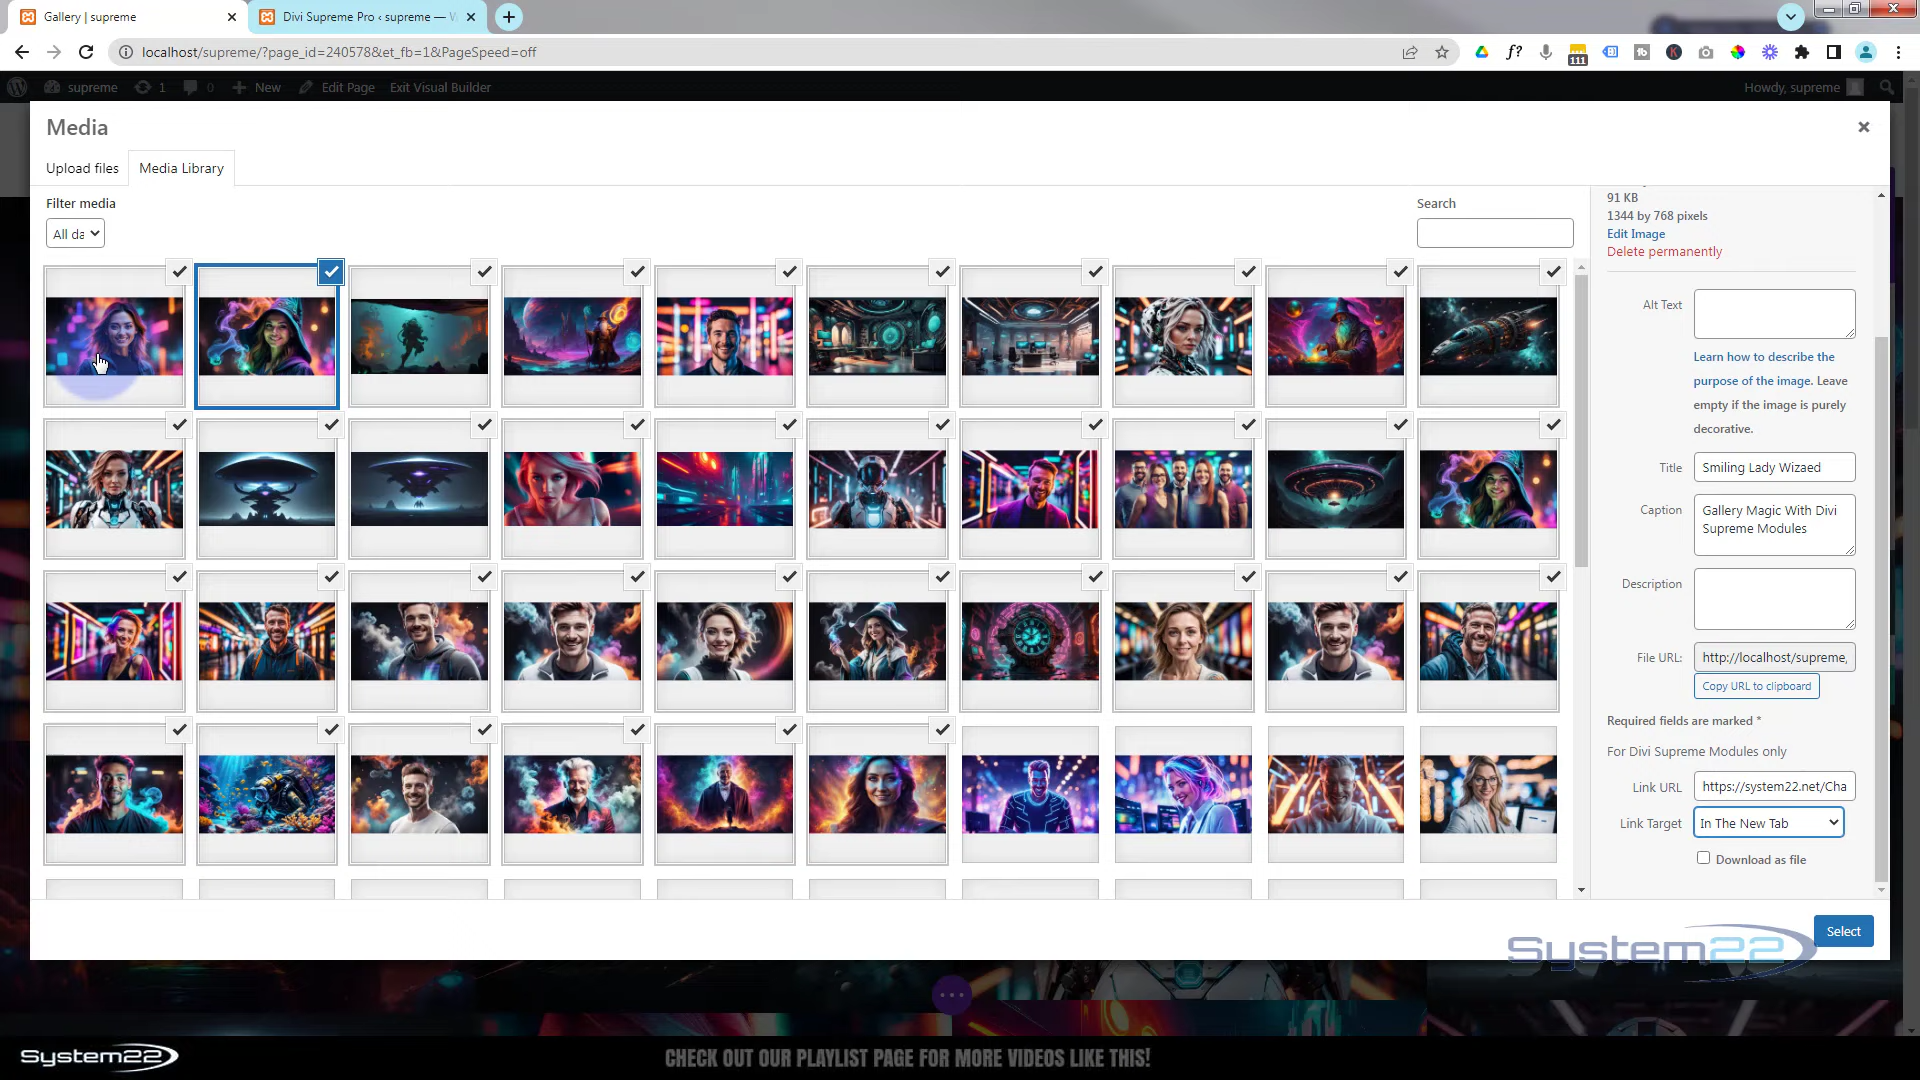 Gallery | supreme
Divi Supreme Pro ‹ supreme — W
localhost/supreme/?page_id=240578&et_fb=1&PageSpeed=off
f?
111
supreme
1
0
New
Edit Page
Exit Visual Builder
Howdy, supreme
Media
Upload files
Media Library
Filter media
Search
All da
91 KB
1344 by 768 pixels
Edit Image
Delete permanently
Alt Text
Learn how to describe the
purpose of the image. Leave
empty if the image is purely
decorative.
Title
Smiling Lady Wizaed
Caption
Gallery Magic With Divi
Supreme Modules
Description
File URL:
http://localhost/supreme,
Copy URL to clipboard
Required fields are marked *
For Divi Supreme Modules only
Link URL
https://system22.net/Cha
Link Target
In The New Tab
Download as file
Select
System22
System22
CHECK OUT OUR PLAYLIST PAGE FOR MORE VIDEOS LIKE THIS!